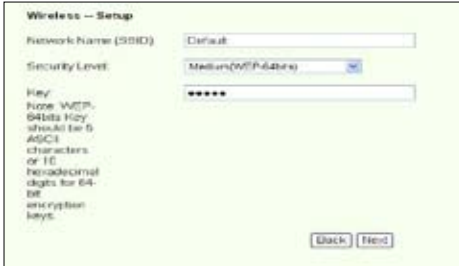 Wireless -- Setup
Network Name (SSID) Default
Security Level: Medium(WEP-64bits)
Key: •••••
Note: WEP-
64bits Key
should be 5
ASCII
characters
or 10
hexadecimal
digits for 64-
bit
encryption
keys.
Back Next